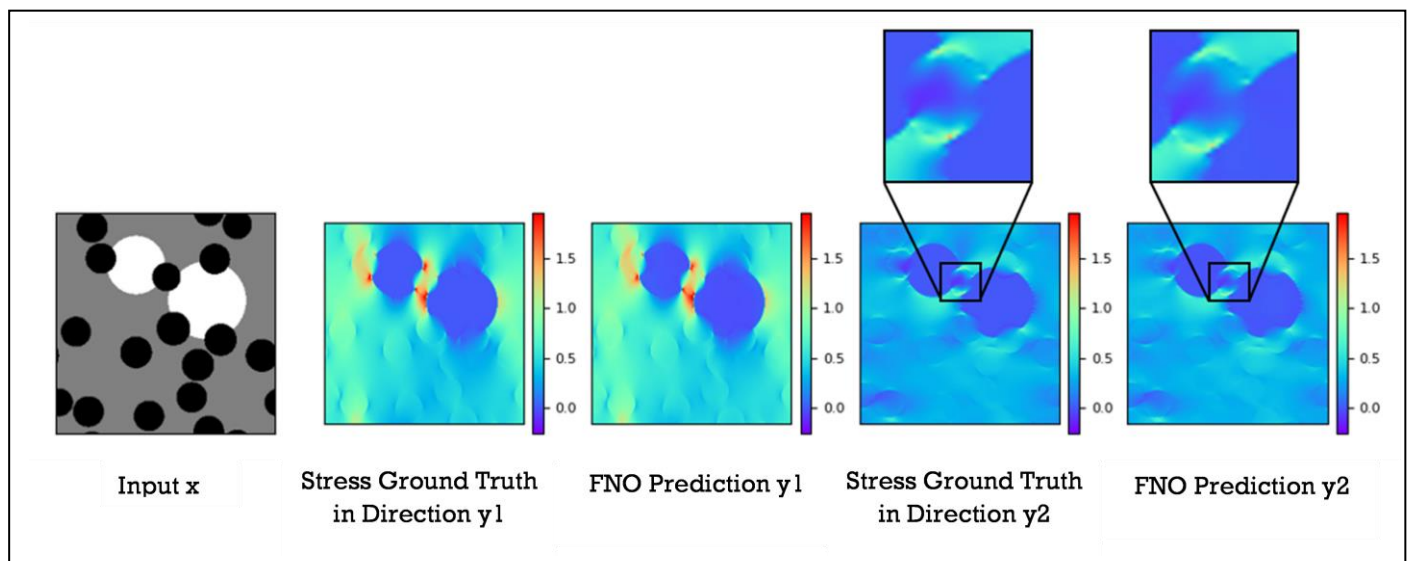 1.5
1.0
0.5
0.0
1.5
1.0
0.5
0.0
1.5
1.0
0.5
0.0
1.5
1.0
0.5
0.0
Input x
Stress Ground Truth
in Direction y1
FNO Prediction y1
Stress Ground Truth
in Direction y2
FNO Prediction y2